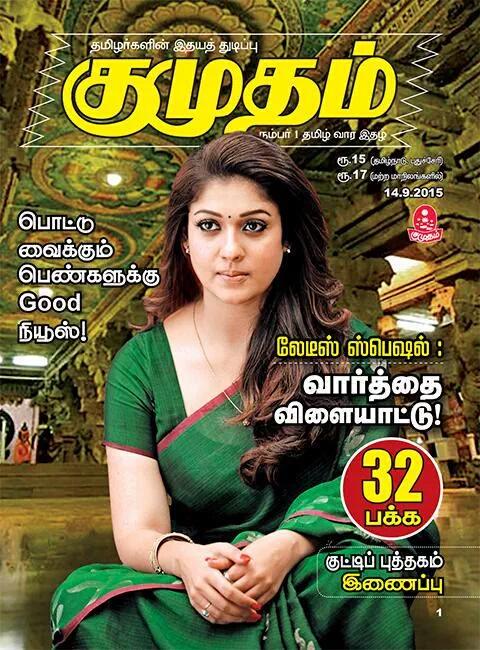 தமிழர்களின் இதயத் துடிப்பு
குமுதம்
நம்பர் 1 தமிழ் வார இதழ்
ரூ.15 (தமிழ்நாடு, புதுச்சேரி)
ரூ.17 (மற்ற மாநிலங்களில்)
14.9.2015
குமுதம்
பொட்டு
வைக்கும்
பெண்களுக்கு
Good
நியூஸ்!
லேடீஸ் ஸ்பெஷல் :
வார்த்தை
விளையாட்டு!
32
பக்க
குட்டிப் புத்தகம்
இணைப்பு
1